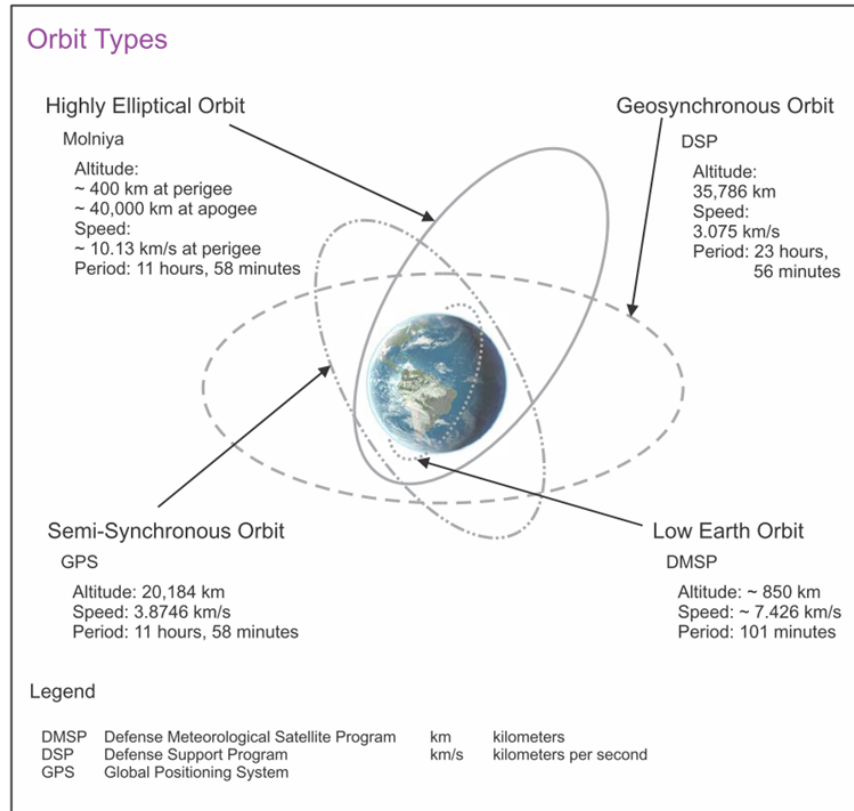 Orbit Types
Highly Elliptical Orbit
Molniya
Altitude:
~ 400 km at perigee
~ 40,000 km at apogee
Speed:
~ 10.13 km/s at perigee
Period: 11 hours, 58 minutes
Geosynchronous Orbit
DSP
Altitude:
35,786 km
Speed:
3.075 km/s
Period: 23 hours,
56 minutes
Semi-Synchronous Orbit
GPS
Altitude: 20,184 km
Speed: 3.8746 km/s
Period: 11 hours, 58 minutes
Low Earth Orbit
DMSP
Altitude: ~ 850 km
Speed: ~ 7.426 km/s
Period: 101 minutes
Legend
DMSP Defense Meteorological Satellite Program km kilometers
DSP Defense Support Program km/s kilometers per second
GPS Global Positioning System